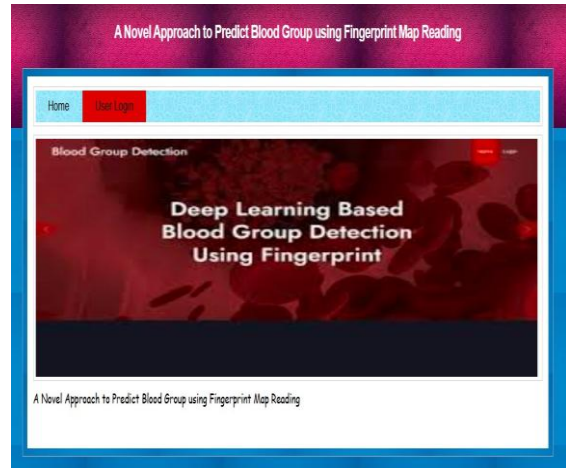 A Novel Approach to Predict Blood Group using Fingerprint Map Reading
Home User Login
Blood Group Detection
Deep Learning Based
Blood Group Detection
Using Fingerprint
A Novel Approach to Predict Blood Group using Fingerprint Map Reading